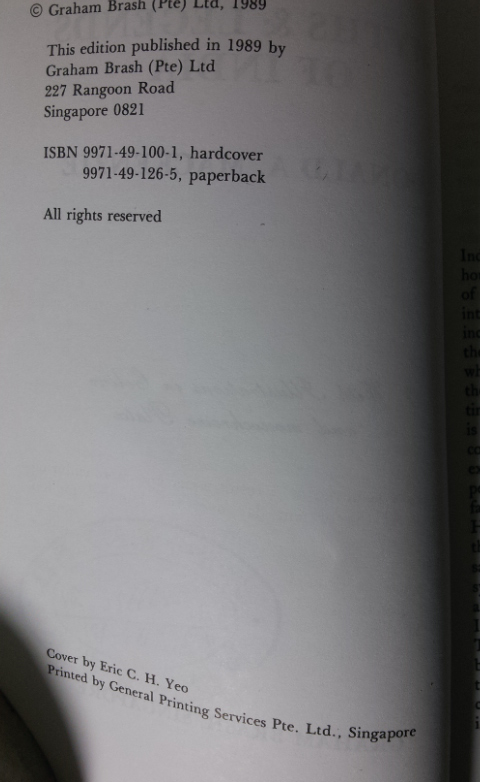 © Graham Brash (Pte) Ltd, 1989
This edition published in 1989 by
Graham Brash (Pte) Ltd
227 Rangoon Road
Singapore 0821
ISBN 9971-49-100-1, hardcover
9971-49-126-5, paperback
All rights reserved
Cover by Eric C. H. Yeo
Printed by General Printing Services Pte. Ltd., Singapore